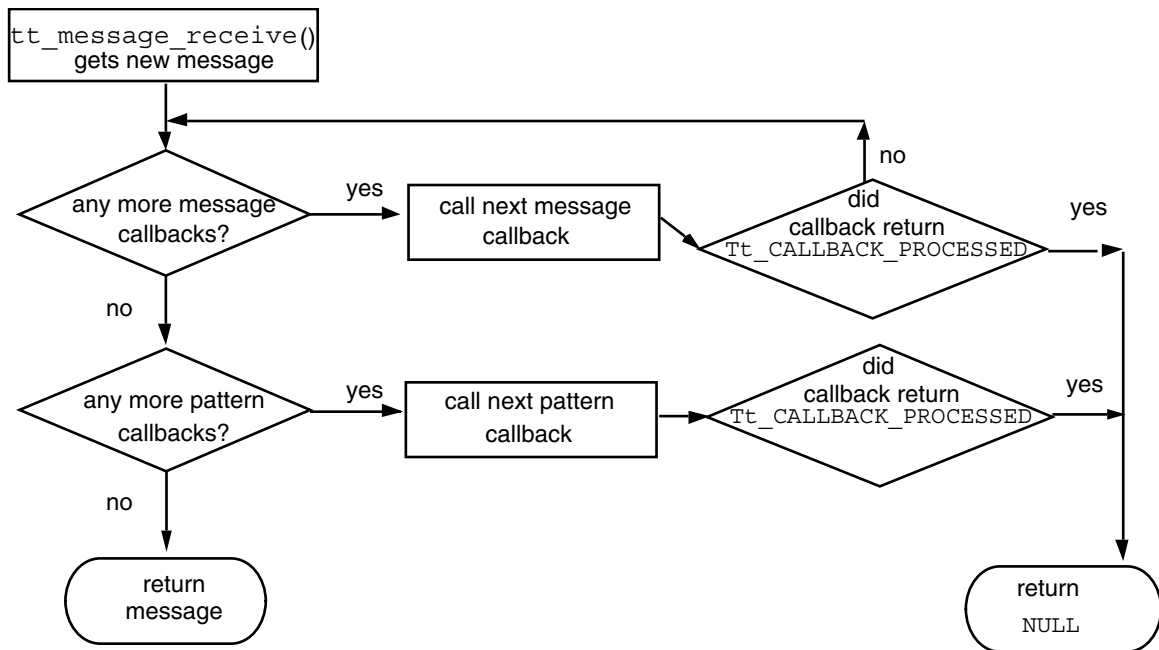 tt_message_receive()
gets new message
no
any more message
callbacks?
yes
call next message
callback
did
callback return
Tt_CALLBACK_PROCESSED
yes
no
any more pattern
callbacks?
yes
call next pattern
callback
did
callback return
Tt_CALLBACK_PROCESSED
yes
no
return
message
return
NULL